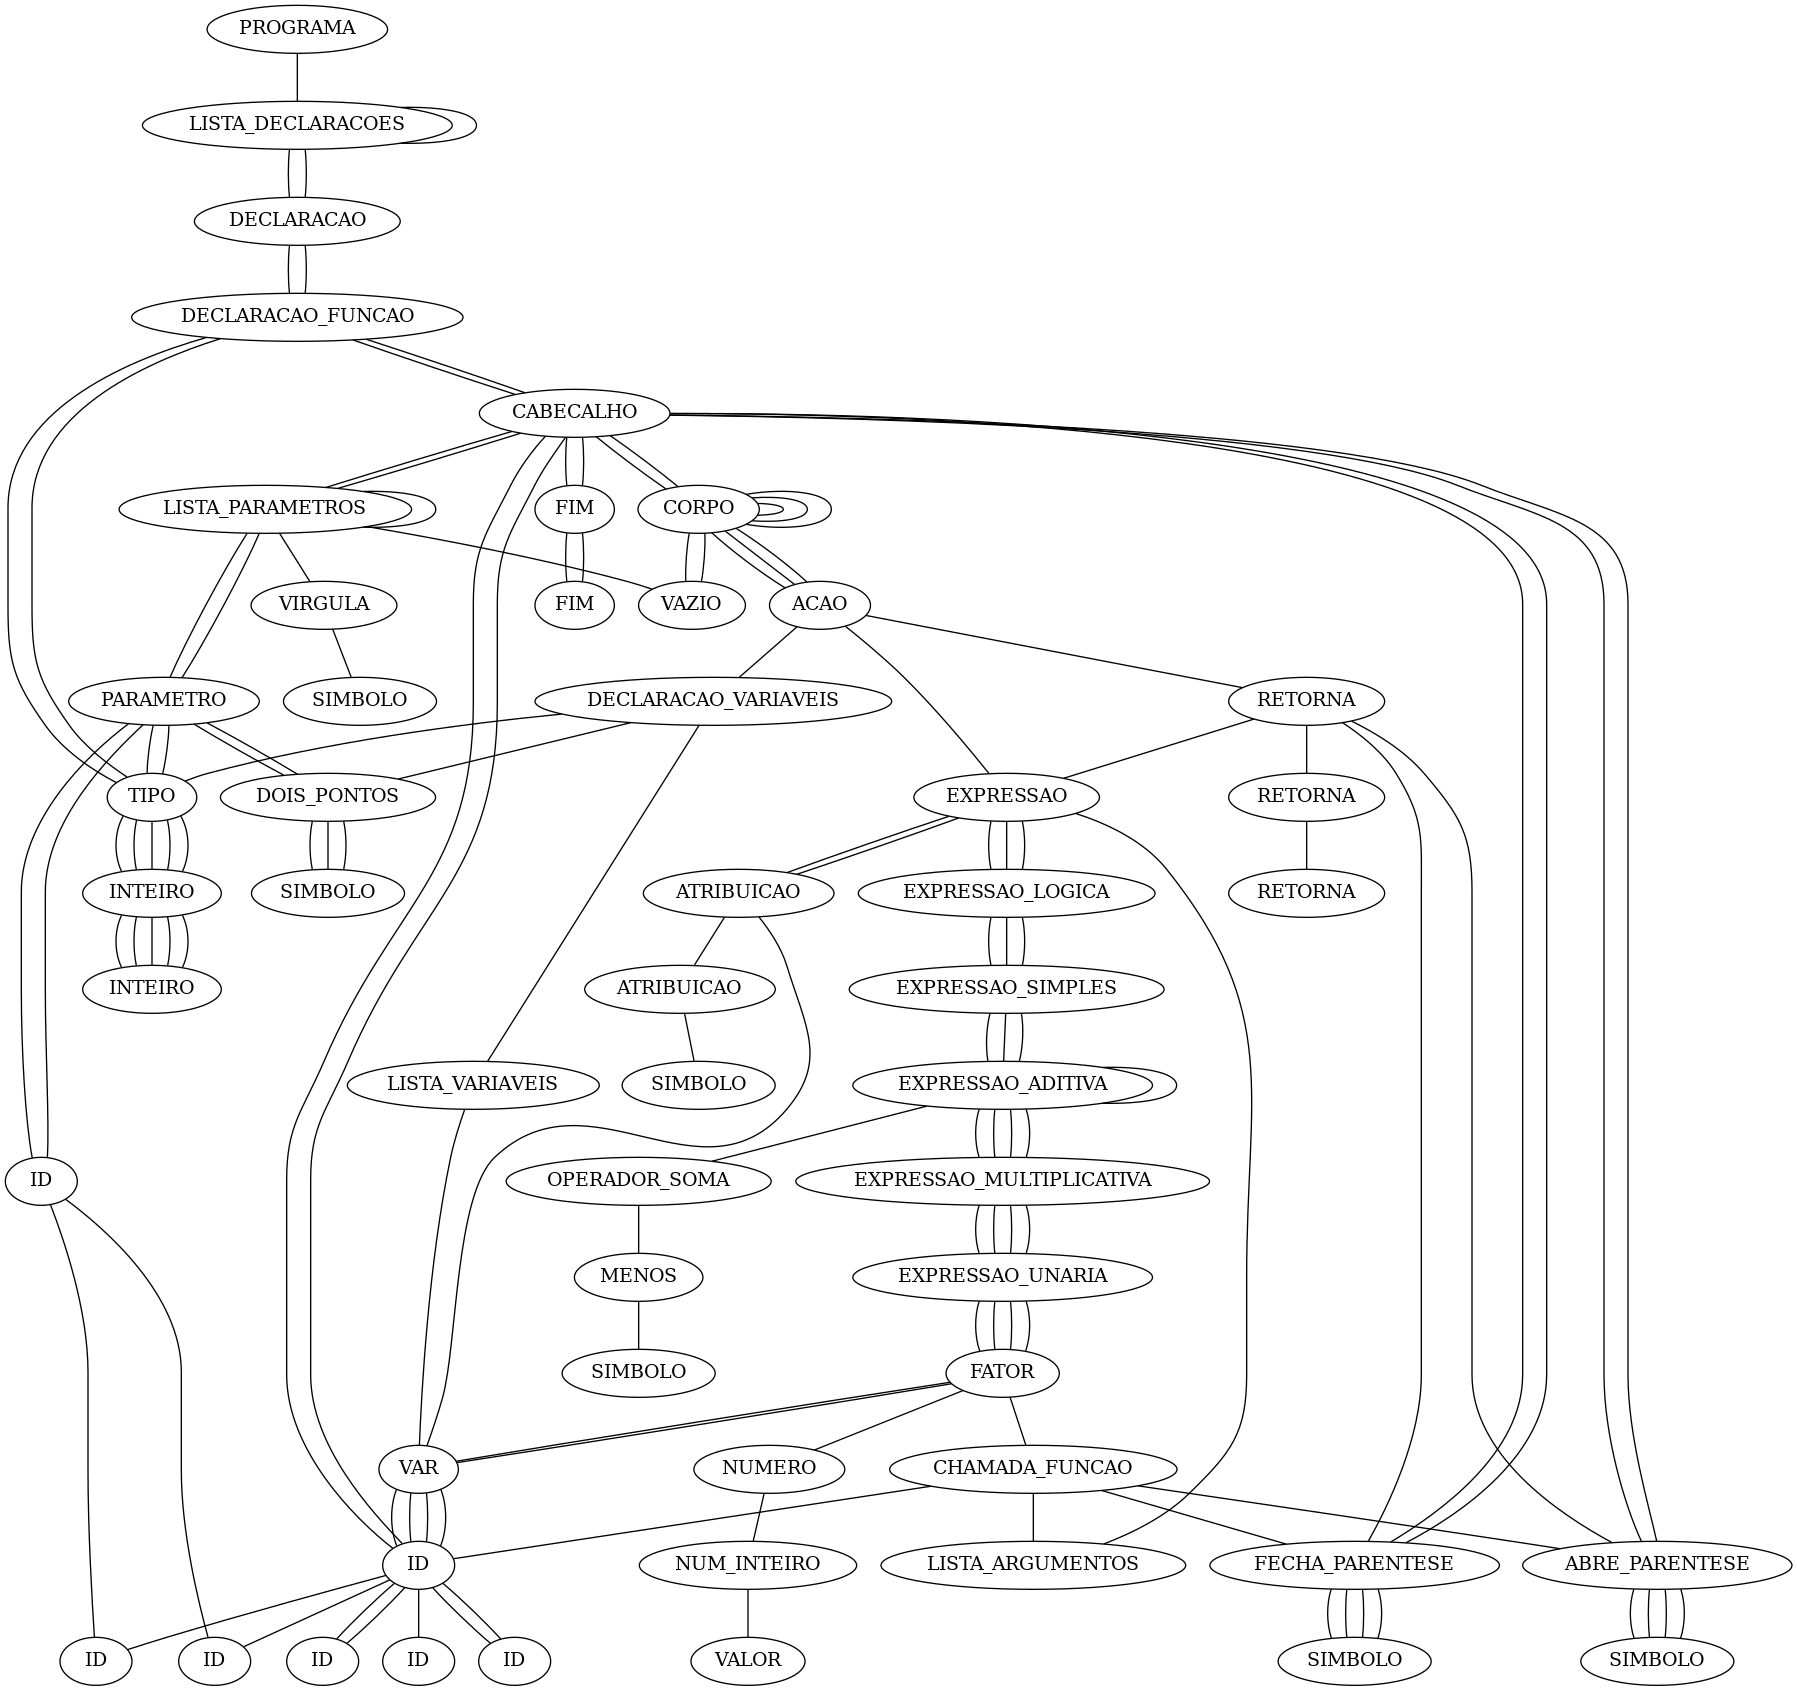 PROGRAMA
LISTA_DECLARACOES
DECLARACAO
DECLARACAO_FUNCAO
CABECALHO
LISTA_PARAMETROS
FIM
CORPO
VIRGULA
FIM
VAZIO
ACAO
PARAMETRO
SIMBOLO
DECLARACAO_VARIAVEIS
RETORNA
TIPO
DOIS_PONTOS
EXPRESSAO
RETORNA
INTEIRO
SIMBOLO
ATRIBUICAO
EXPRESSAO_LOGICA
RETORNA
INTEIRO
ATRIBUICAO
EXPRESSAO_SIMPLES
LISTA_VARIAVEIS
SIMBOLO
EXPRESSAO_ADITIVA
ID
OPERADOR_SOMA
EXPRESSAO_MULTIPLICATIVA
MENOS
EXPRESSAO_UNARIA
SIMBOLO
FATOR
VAR
NUMERO
CHAMADA_FUNCAO
ID
NUM_INTEIRO
LISTA_ARGUMENTOS
FECHA_PARENTESE
ABRE_PARENTESE
ID
ID
ID
ID
ID
VALOR
SIMBOLO
SIMBOLO